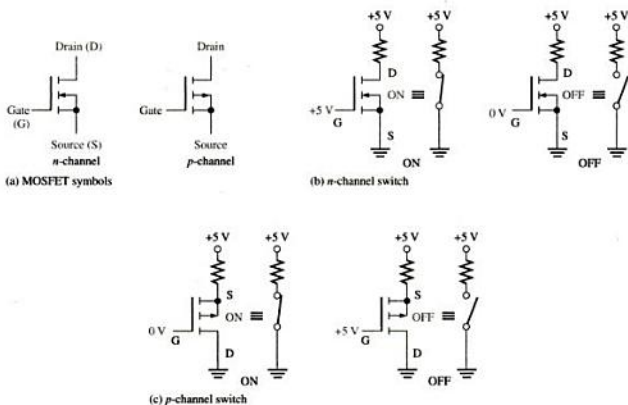 Drain (D)
Gate
(G)
Source (S)
n-channel
Drain
Gate
Source
p-channel
(a) MOSFET symbols
+5 V
+5 V
D
ON ≡
+5 V
G
S
ON
+5 V
+5 V
D
OFF ≡
0 V
G
S
OFF
(b) n-channel switch
+5 V
+5 V
S
ON ≡
0 V
G
D
ON
+5 V
+5 V
S
OFF ≡
+5 V
G
D
OFF
(c) p-channel switch